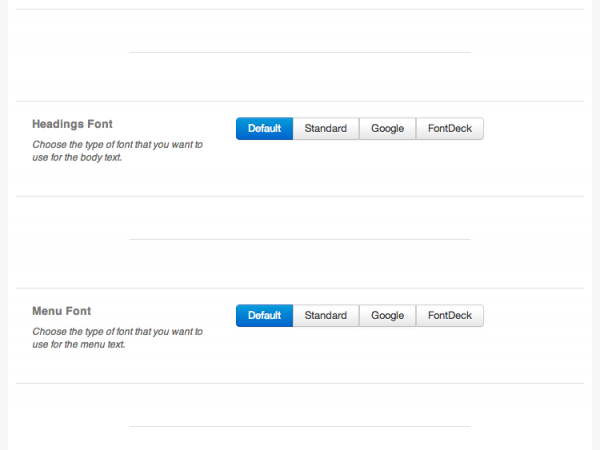 Headings Font
Default Standard Google FontDeck
Choose the type of font that you want to
use for the body text.
Menu Font
Default Standard Google FontDeck
Choose the type of font that you want to
use for the menu text.